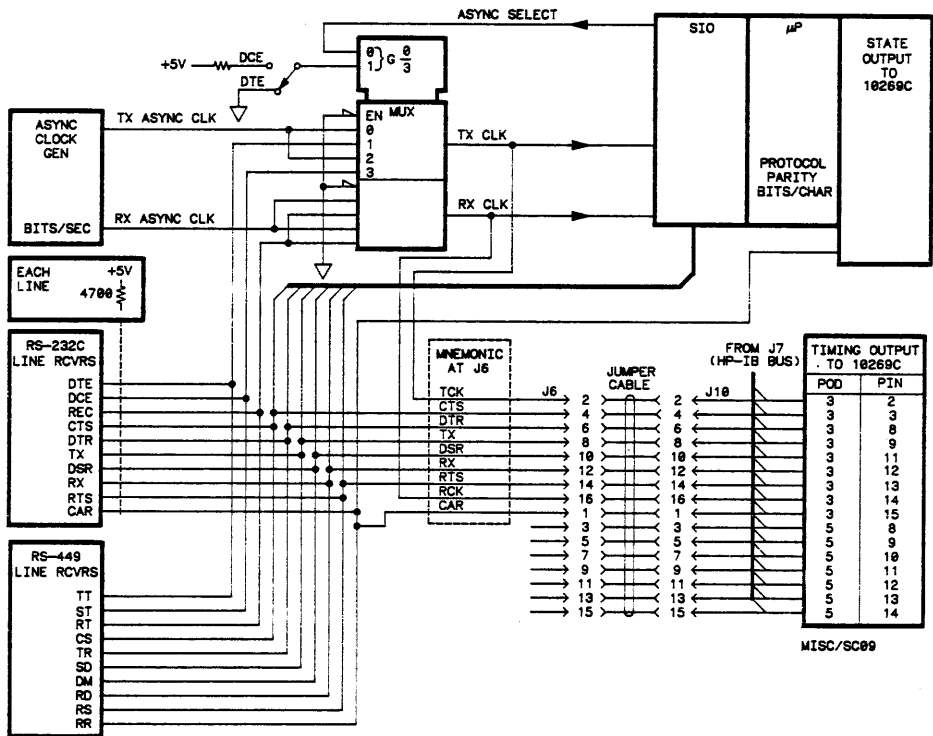 ASYNC SELECT
SIO
μP
STATE
OUTPUT
TO
10269C
+5V
DCE
DTE
0
1
} G 0/3
MUX
EN
0
1
2
3
ASYNC
CLOCK
GEN
BITS/SEC
TX ASYNC CLK
RX ASYNC CLK
TX CLK
RX CLK
PROTOCOL
PARITY
BITS/CHAR
EACH
LINE
+5V
4700
RS-232C
LINE RCVRS
DTE
DCE
REC
CTS
DTR
TX
DSR
RX
RTS
CAR
MNEMONIC
AT J6
TCK
CTS
DTR
TX
DSR
RX
RTS
RCK
CAR
J6
JUMPER
CABLE
J10
2 2
4 4
6 6
8 8
10 10
12 12
14 14
16 16
1 1
3 3
5 5
7 7
9 9
11 11
13 13
15 15
FROM J7
(HP-IB BUS)
TIMING OUTPUT
TO 10269C
POD PIN
3 2
3 3
3 8
3 9
3 11
3 12
3 13
3 14
3 15
5 8
5 9
5 10
5 11
5 12
5 13
5 14
MISC/SC09
RS-449
LINE RCVRS
TT
ST
RT
CS
TR
SD
DM
RD
RS
RR